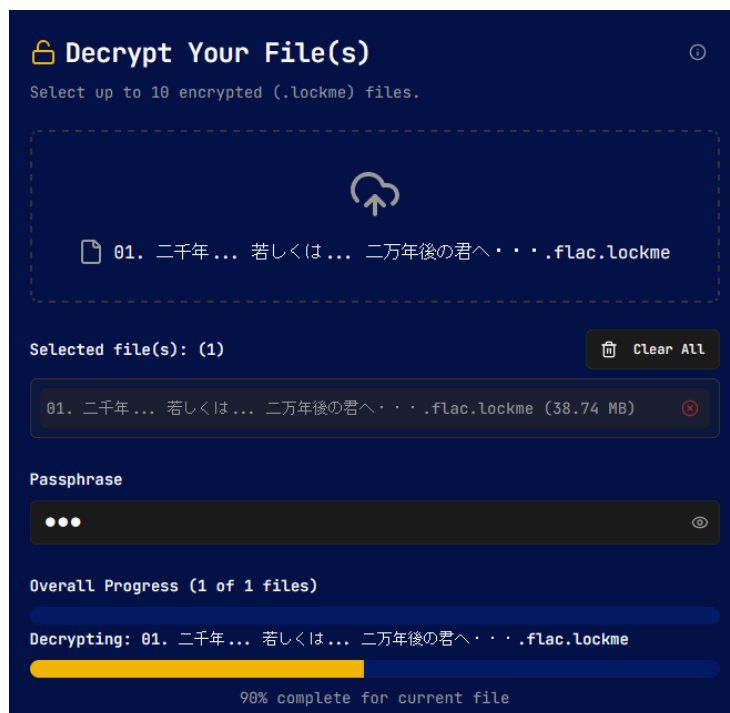 Decrypt Your File(s)
Select up to 10 encrypted (.lockme) files.
01. 二千年... 若しくは... 二万年後の君へ・・・.flac.lockme
Selected file(s): (1)
Clear All
01. 二千年... 若しくは... 二万年後の君へ・・・.flac.lockme (38.74 MB)
Passphrase
Overall Progress (1 of 1 files)
Decrypting: 01. 二千年... 若しくは... 二万年後の君へ・・・.flac.lockme
90% complete for current file